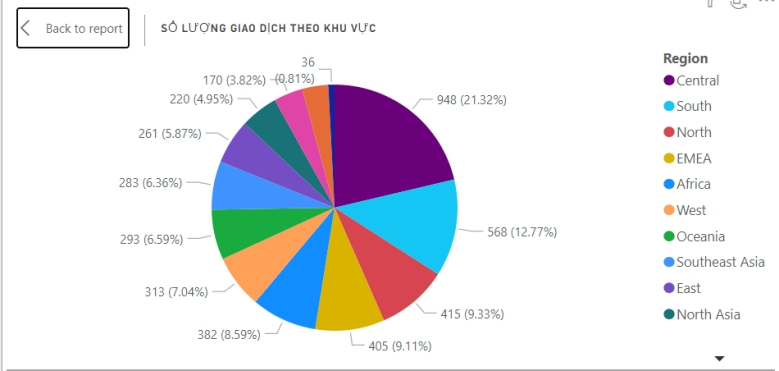 Back to report
SỐ LƯỢNG GIAO DỊCH THEO KHU VỰC
36
(0.81%)
170 (3.82%)
220 (4.95%)
261 (5.87%)
283 (6.36%)
293 (6.59%)
313 (7.04%)
382 (8.59%)
405 (9.11%)
415 (9.33%)
568 (12.77%)
948 (21.32%)
Region
Central
South
North
EMEA
Africa
West
Oceania
Southeast Asia
East
North Asia